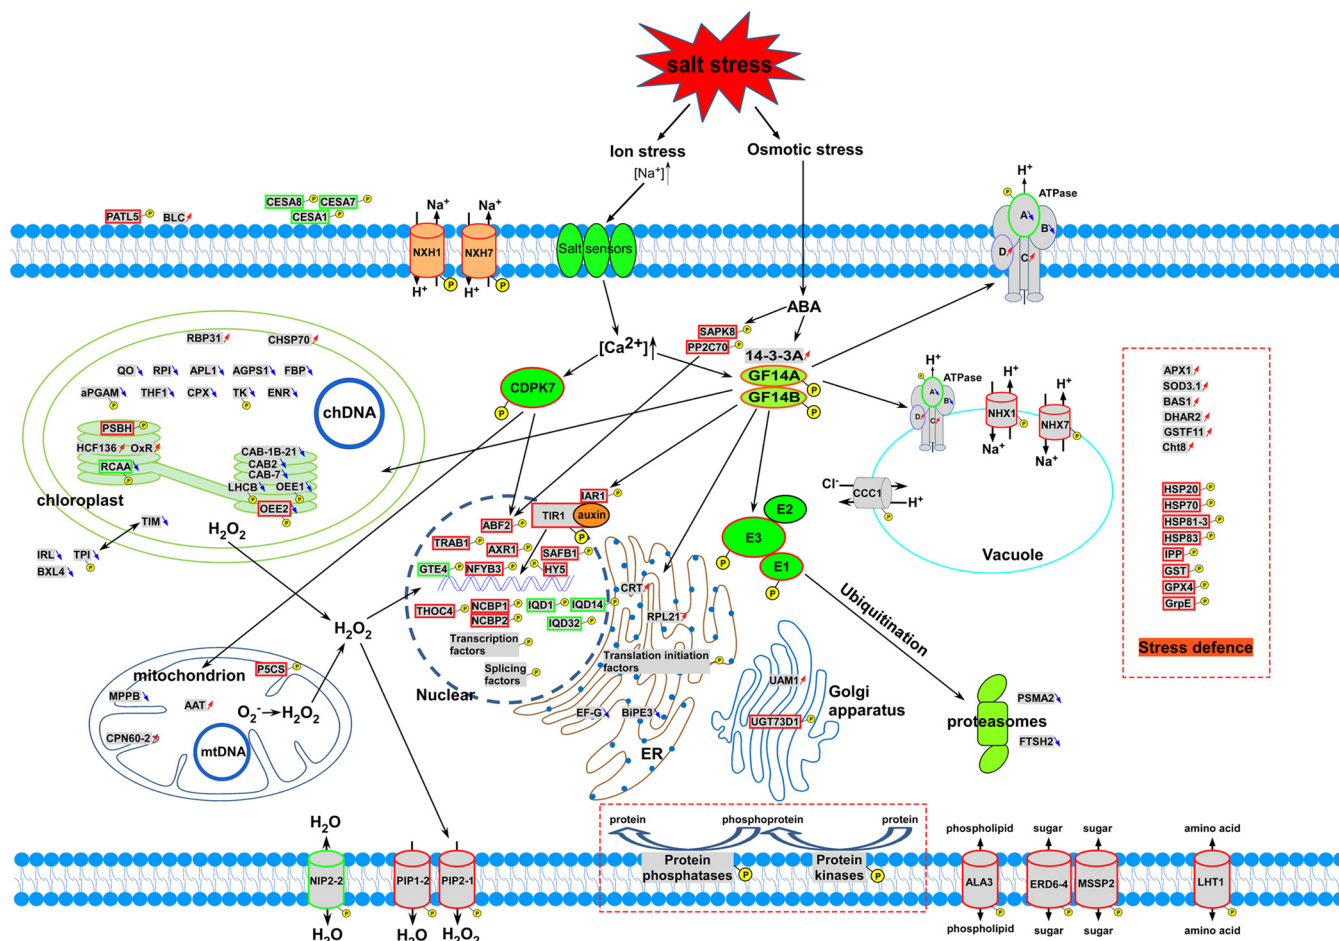 salt stress
Ion stress
[Na⁺]
Osmotic stress
H⁺
ATPase
P
A
B
D
C
PATL5
P
BLC
CESA8
P
CESA7
P
CESA1
P
Na⁺
Na⁺
NXH1
NXH7
H⁺
P
H⁺
P
Salt sensors
ABA
SAPK8
P
PP2C70
P
[Ca²⁺]
14-3-3A
GF14A
P
GF14B
P
CDPK7
P
RBP31
CHSP70
QO
RPI
APL1
AGPS1
FBP
aPGAM
P
THF1
CPX
TK
P
ENR
chDNA
PSBH
P
HCF136
OxR
RCAA
P
CAB-1B-21
CAB2
CAB-7
LHCB
P
OEE1
P
OEE2
P
chloroplast
H₂O₂
TIM
IRL
TPI
P
BXL4
H⁺
P
ATPase
A
B
D
C
H⁺
NHX1
P
Na⁺
H⁺
NHX7
P
Na⁺
Cl⁻
CCC1
P
H⁺
Vacuole
APX1
SOD3.1
BAS1
DHAR2
GSTF11
Cht8
HSP20
P
HSP70
P
HSP81-3
P
HSP83
P
IPP
P
GST
P
GPX4
P
GrpE
P
Stress defence
IAR1
P
TIR1
auxin
P
ABF2
P
TRAB1
P
AXR1
P
SAFB1
P
GTE4
P
NFYB3
P
HY5
P
THOC4
P
NCBP1
P
NCBP2
P
IQD1
P
IQD14
P
IQD32
P
Transcription
factors
P
Splicing
factors
P
Nuclear
E2
E3
P
E1
P
Ubiquitination
CRT
RPL21
Translation initiation
factors
P
EF-G
BiPE3
ER
UAM1
UGT73D1
P
Golgi
apparatus
proteasomes
PSMA2
FTSH2
H₂O₂
mitochondrion
P5CS
P
MPPB
AAT
O₂⁻
H₂O₂
CPN60-2
mtDNA
H₂O
NIP2-2
P
H₂O
PIP1-2
P
H₂O
PIP2-1
P
H₂O₂
protein
phosphoprotein
protein
Protein
phosphatases
P
Protein
kinases
P
phospholipid
ALA3
P
phospholipid
sugar
ERD6-4
P
sugar
sugar
MSSP2
P
sugar
amino acid
LHT1
P
amino acid